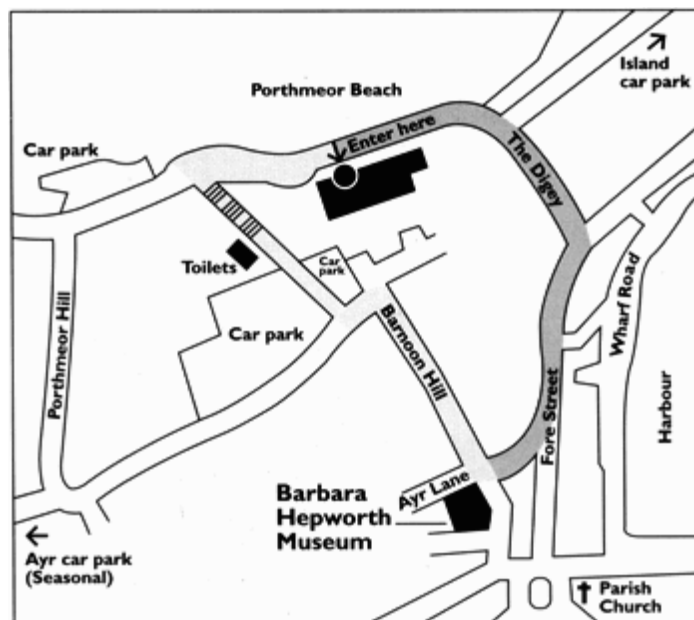 Island
car park
Porthmeor Beach
Enter here
Car park
The Digey
Toilets
Car
park
Car park
Barnoon Hill
Wharf Road
Porthmeor Hill
Fore Street
Harbour
Ayr Lane
Barbara
Hepworth
Museum
Ayr car park
(Seasonal)
Parish
Church